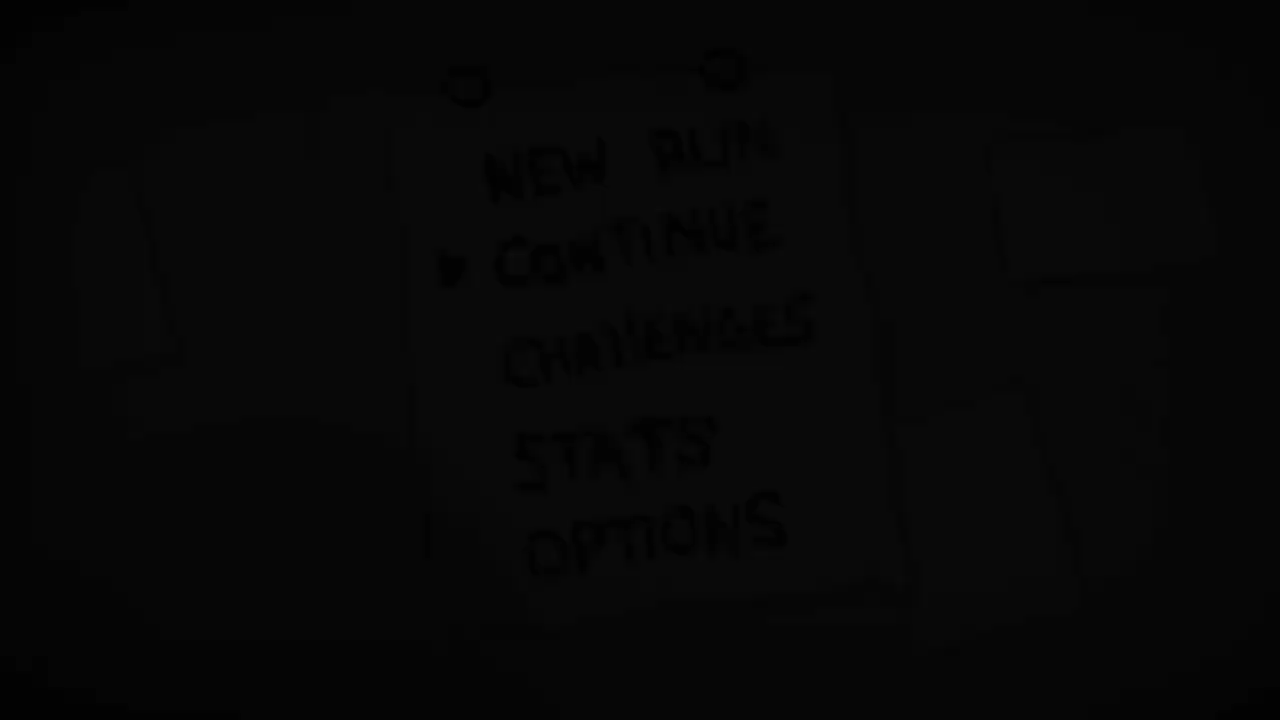 NEW RUN
CONTINUE
CHALLENGES
STATS
OPTIONS